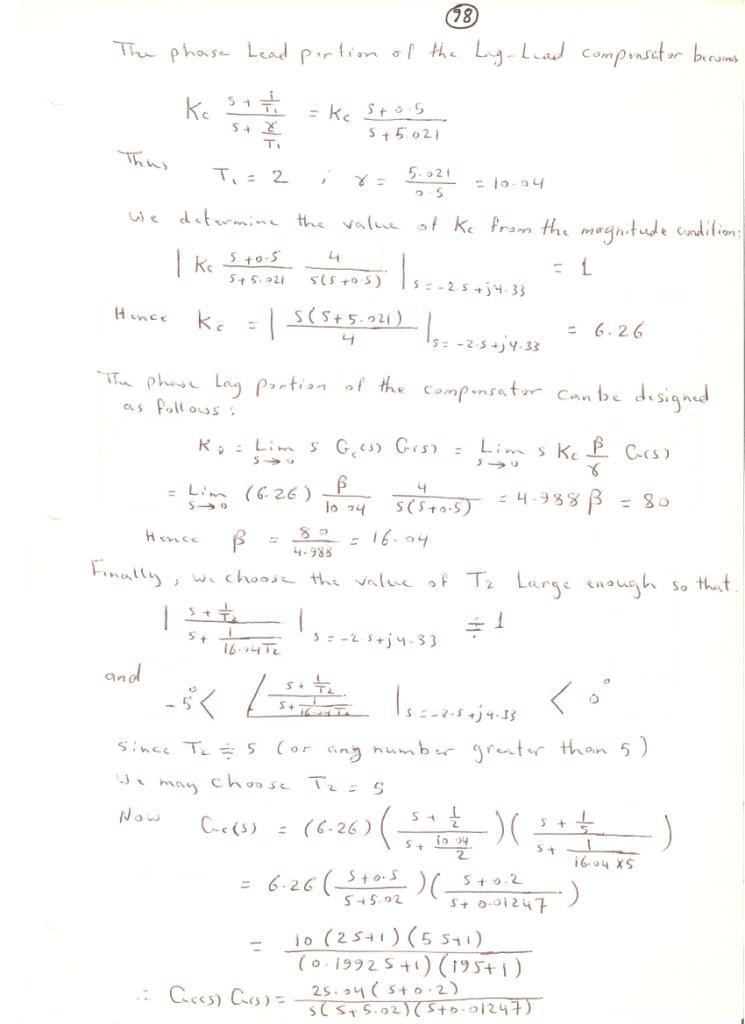 98
The phase Lead portion of the Lag-Lead compensator becomes
Kc (s + 1/T1)/(s + γ/T1) = Kc (s + 0.5)/(s + 5.021)
Thus T1 = 2 ; γ = 5.021/0.5 = 10.04
We determine the value of Kc from the magnitude condition:
| Kc (s + 0.5)/(s + 5.021) 4/(s(s + 0.5)) | s = -2.5 + j4.33 = 1
Hence Kc = | s(s + 5.021)/4 | s = -2.5 + j4.33 = 6.26
The phase Lag portion of the compensator can be designed
as follows:
Kv = Lim s→0 s Gc(s) G(s) = Lim s→0 s Kc β/γ G(s)
= Lim s→0 (6.26) β/10.04 4/(s(s + 0.5)) = 4.988 β = 80
Hence β = 80/4.988 = 16.04
Finally, we choose the value of T2 Large enough so that
| (s + 1/T2)/(s + 1/(16.04 T2)) | s = -2.5 + j4.33 ≑ 1
and
-5° < ∠ (s + 1/T2)/(s + 1/(16.04 T2)) | s = -2.5 + j4.33 < 0°
Since T2 ≑ 5 (or any number greater than 5)
We may choose T2 = 5
Now Gc(s) = (6.26) ((s + 1/2)/(s + 10.04/2)) ((s + 1/5)/(s + 1/(16.04 x5)))
= 6.26 ((s + 0.5)/(s + 5.02)) ((s + 0.2)/(s + 0.01247))
= 10 (2s+1) (5s+1)/((0.1992 s+1) (19s+1))
∴ Gc(s) G(s) = 25.04 (s + 0.2)/(s (s + 5.02) (s + 0.01247))